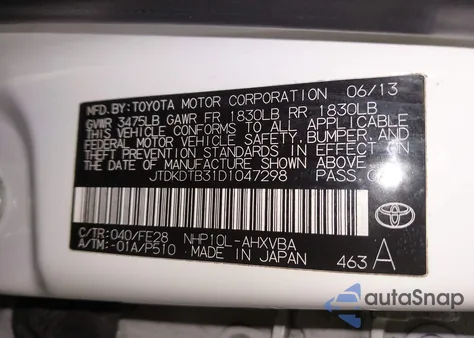 MFD.BY:TOYOTA MOTOR CORPORATION 06/13
GVWR 3475LB GAWR FR 1830LB RR 1830LB
THIS VEHICLE CONFORMS TO ALL APPLICABLE
FEDERAL MOTOR VEHICLE SAFETY, BUMPER, AND
THEFT PREVENTION STANDARDS IN EFFECT ON
THE DATE OF MANUFACTURE SHOWN ABOVE.
JTDKDTB31D1047298 PASS.
C/TR:040/FE28 NHP10L-AHXVBA
A/TM:-01A/P510 MADE IN JAPAN 463 A
TOYOTA
autoSnap